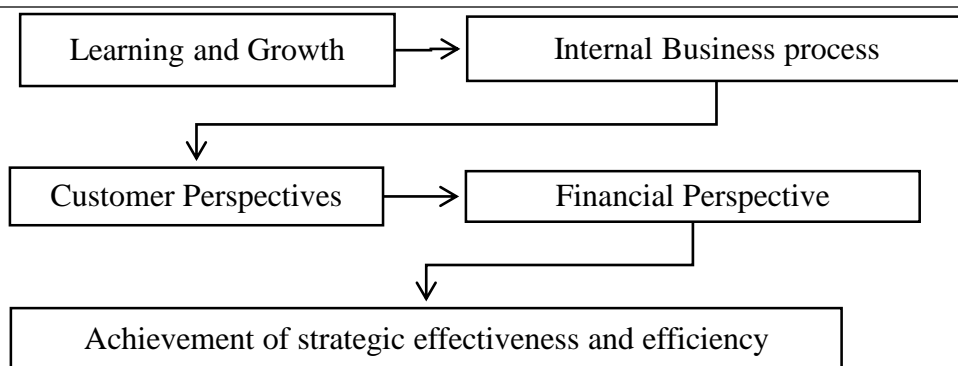 Learning and Growth
Internal Business process
Customer Perspectives
Financial Perspective
Achievement of strategic effectiveness and efficiency